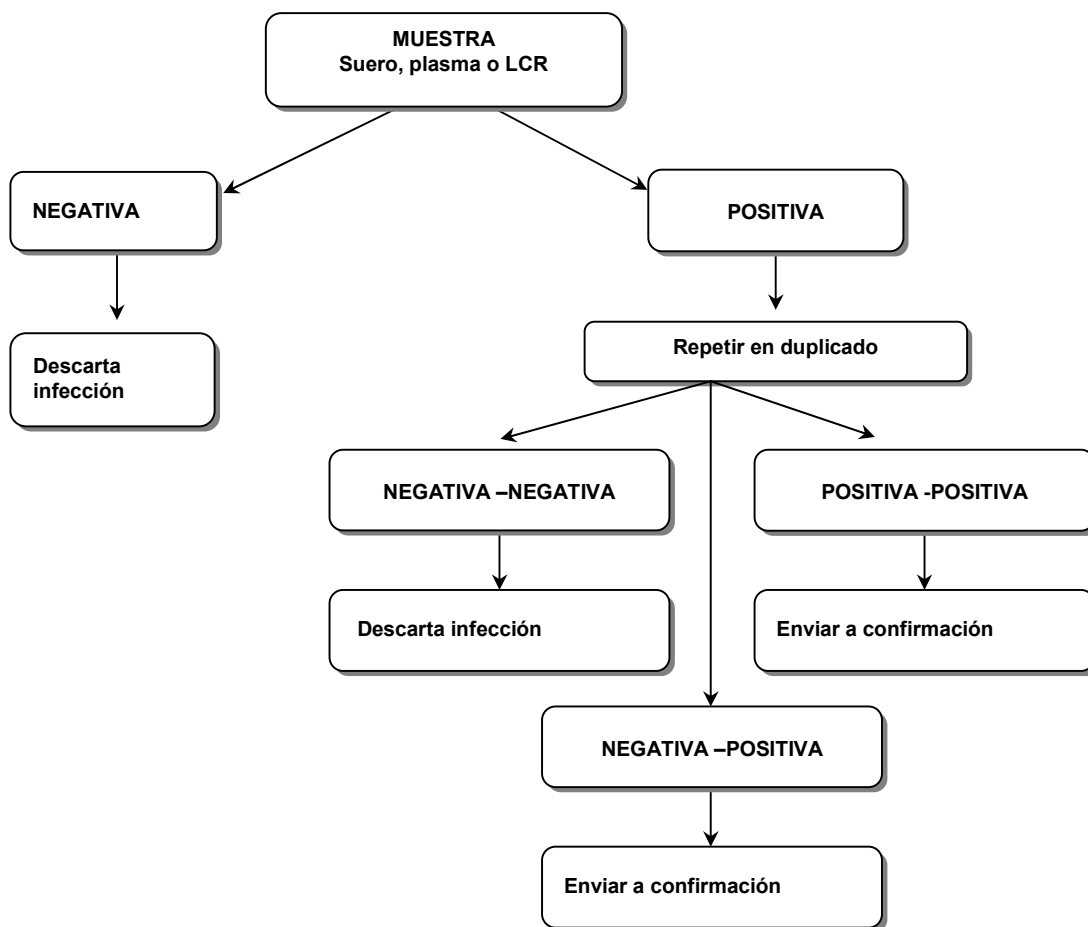 MUESTRA
Suero, plasma o LCR
NEGATIVA
POSITIVA
Descarta
infección
Repetir en duplicado
NEGATIVA –NEGATIVA
POSITIVA -POSITIVA
Descarta infección
Enviar a confirmación
NEGATIVA –POSITIVA
Enviar a confirmación